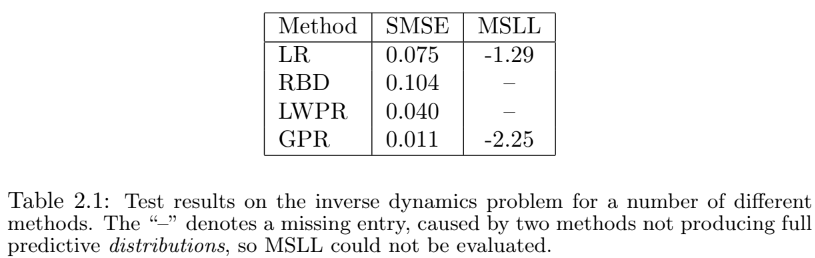 Method SMSE MSLL
LR 0.075 -1.29
RBD 0.104 –
LWPR 0.040 –
GPR 0.011 -2.25
Table 2.1: Test results on the inverse dynamics problem for a number of different
methods. The “–” denotes a missing entry, caused by two methods not producing full
predictive distributions, so MSLL could not be evaluated.